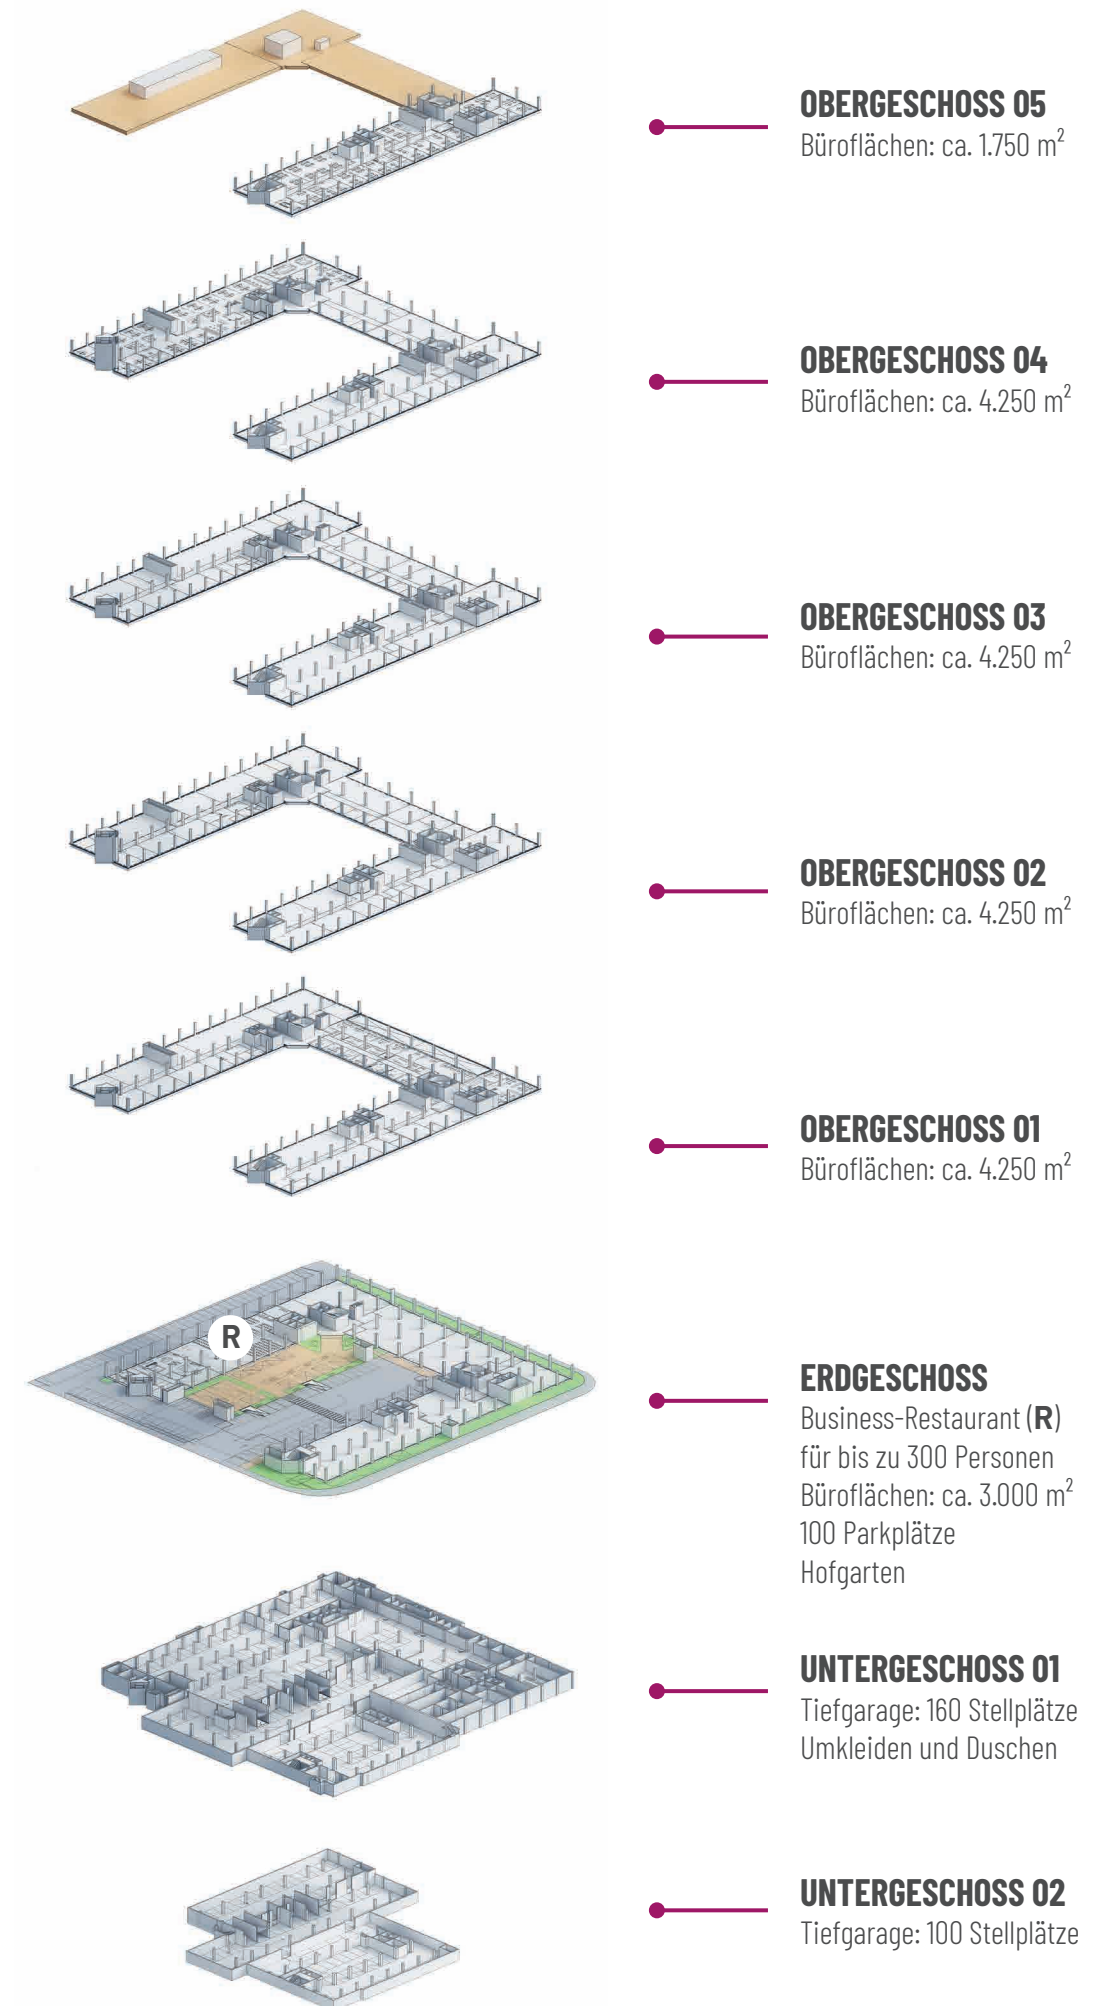 OBERGESCHOSS 05
Büroflächen: ca. 1.750 m²
OBERGESCHOSS 04
Büroflächen: ca. 4.250 m²
OBERGESCHOSS 03
Büroflächen: ca. 4.250 m²
OBERGESCHOSS 02
Büroflächen: ca. 4.250 m²
OBERGESCHOSS 01
Büroflächen: ca. 4.250 m²
R
ERDGESCHOSS
Business-Restaurant (R)
für bis zu 300 Personen
Büroflächen: ca. 3.000 m²
100 Parkplätze
Hofgarten
UNTERGESCHOSS 01
Tiefgarage: 160 Stellplätze
Umkleiden und Duschen
UNTERGESCHOSS 02
Tiefgarage: 100 Stellplätze